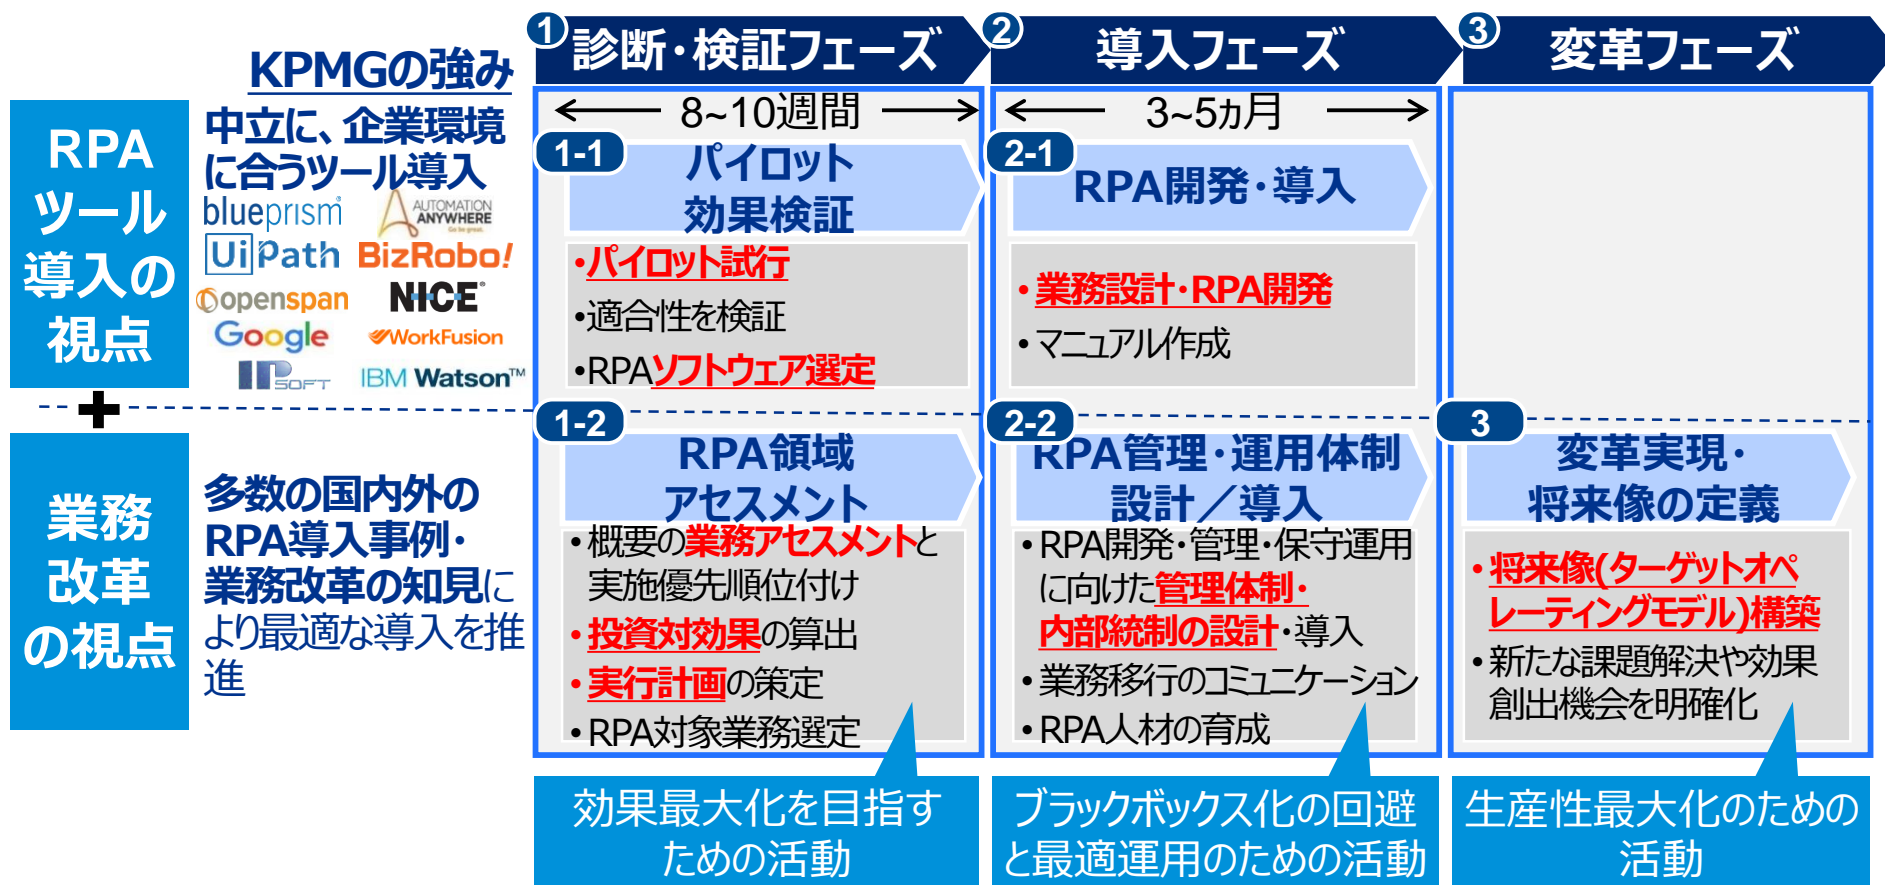 1 診断・検証フェーズ
2 導入フェーズ
3 変革フェーズ
KPMGの強み
RPA
ツール
導入の
視点
中立に、企業環境
に合うツール導入
blueprism
AUTOMATION
ANYWHERE
Go be great.
UiPath
BizRobo!
openspan
NICE®
Google
WorkFusion
IPSOFT
IBM Watson™
8~10週間
1-1
パイロット
効果検証
•パイロット試行
•適合性を検証
•RPAソフトウェア選定
3~5ヵ月
2-1
RPA開発・導入
•業務設計・RPA開発
•マニュアル作成
+
業務
改革
の視点
多数の国内外の
RPA導入事例・
業務改革の知見に
より最適な導入を推
進
1-2
RPA領域
アセスメント
•概要の業務アセスメントと
実施優先順位付け
•投資対効果の算出
•実行計画の策定
•RPA対象業務選定
2-2
RPA管理・運用体制
設計／導入
•RPA開発・管理・保守運用
に向けた管理体制・
内部統制の設計・導入
•業務移行のコミュニケーション
•RPA人材の育成
3
変革実現・
将来像の定義
•将来像(ターゲットオペ
レーティングモデル)構築
•新たな課題解決や効果
創出機会を明確化
効果最大化を目指す
ための活動
ブラックボックス化の回避
と最適運用のための活動
生産性最大化のための
活動